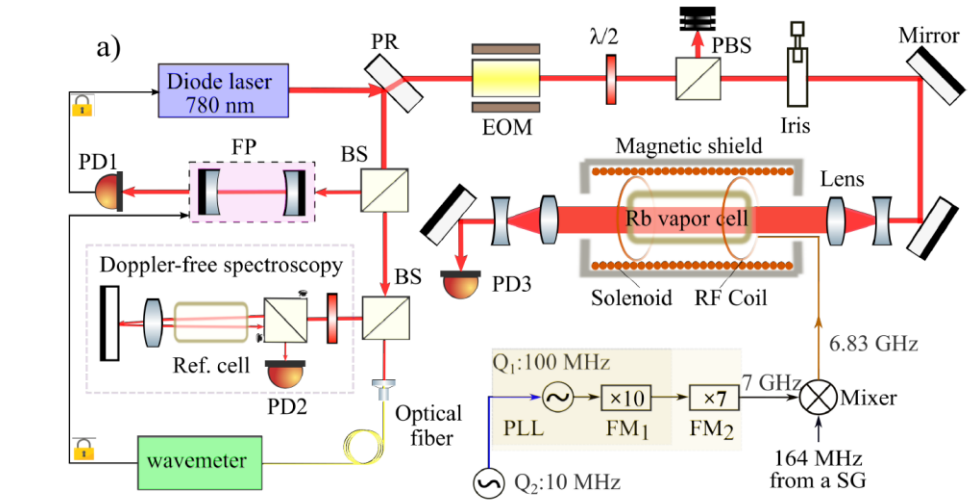 a)
PR
λ/2
PBS
Mirror
Diode laser
780 nm
EOM
Iris
FP
BS
PD1
Magnetic shield
Lens
Rb vapor cell
Doppler-free spectroscopy
BS
PD3
Solenoid
RF Coil
Ref. cell
6.83 GHz
Q₁:100 MHz
PD2
7 GHz
×10
×7
Mixer
Optical
fiber
PLL
FM₁
FM₂
wavemeter
164 MHz
from a SG
Q₂:10 MHz